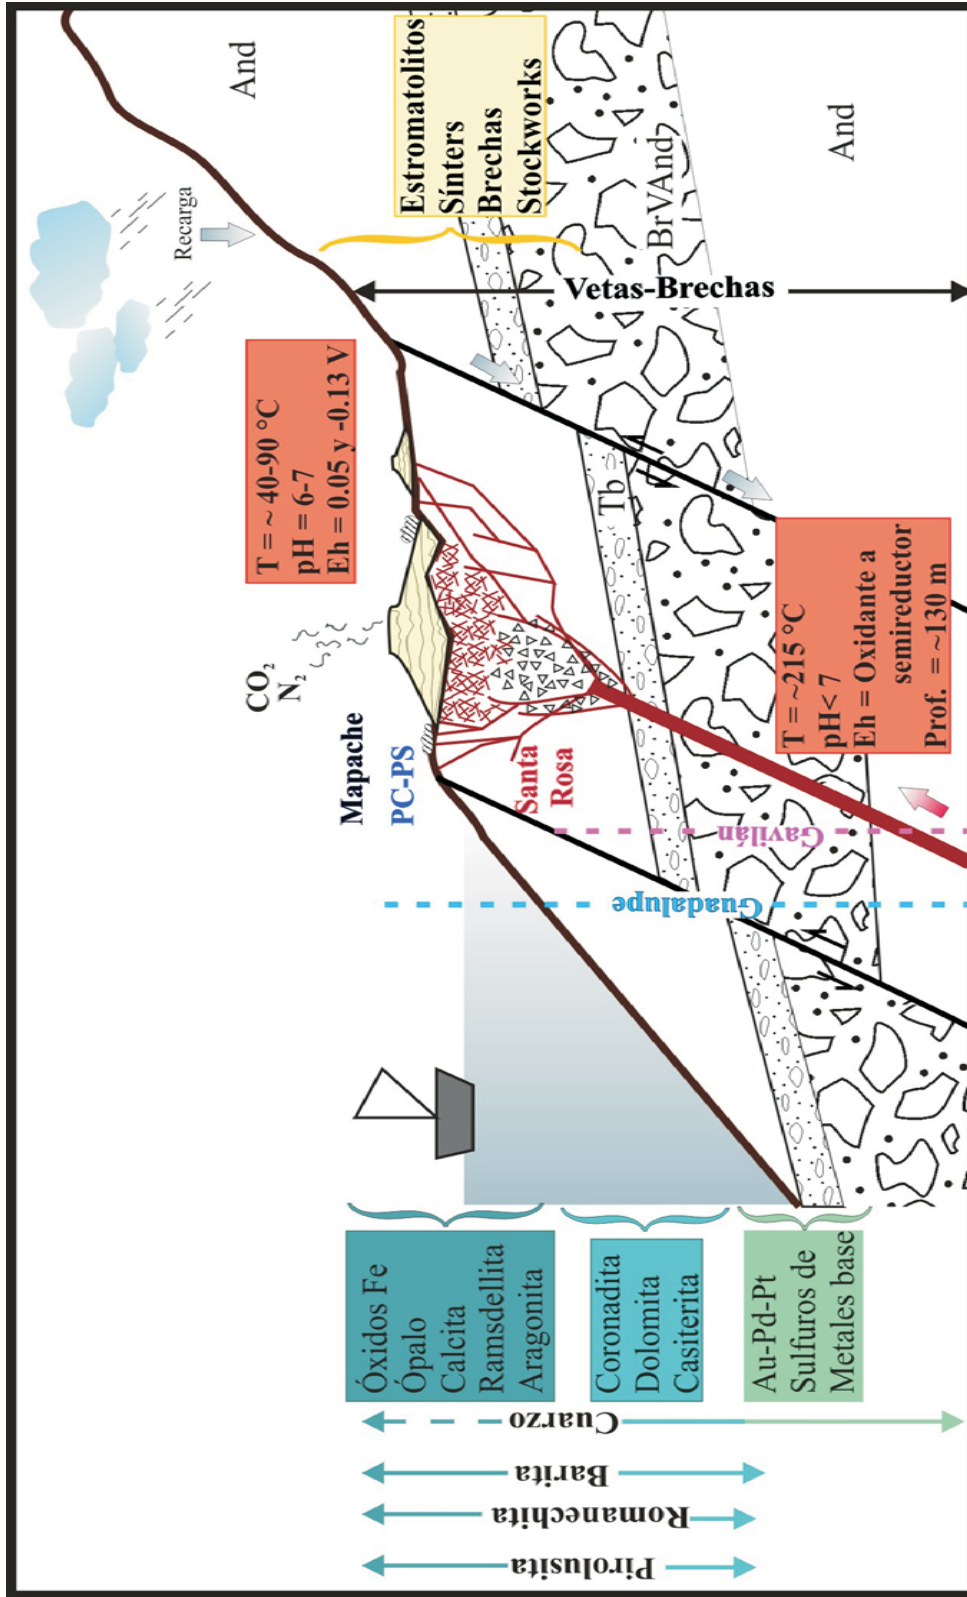 And
Recarga
Estromatolitos
Sínters
Brechas
Stockworks
BrVAnd
And
Vetas-Brechas
T = ~ 40-90 °C
pH = 6-7
Eh = 0.05 y -0.13 V
CO₂
N₂
Tb
T = ~215 °C
pH< 7
Eh = Oxidante a
semireductor
Prof. = ~130 m
Mapache
PC-PS
Santa
Rosa
Gavilán
Guadalupe
Óxidos Fe
Ópalo
Calcita
Ramsdellita
Aragonita
Coronadita
Dolomita
Casiterita
Au-Pd-Pt
Sulfuros de
Metales base
Cuarzo
Barita
Romanechita
Pirolusita